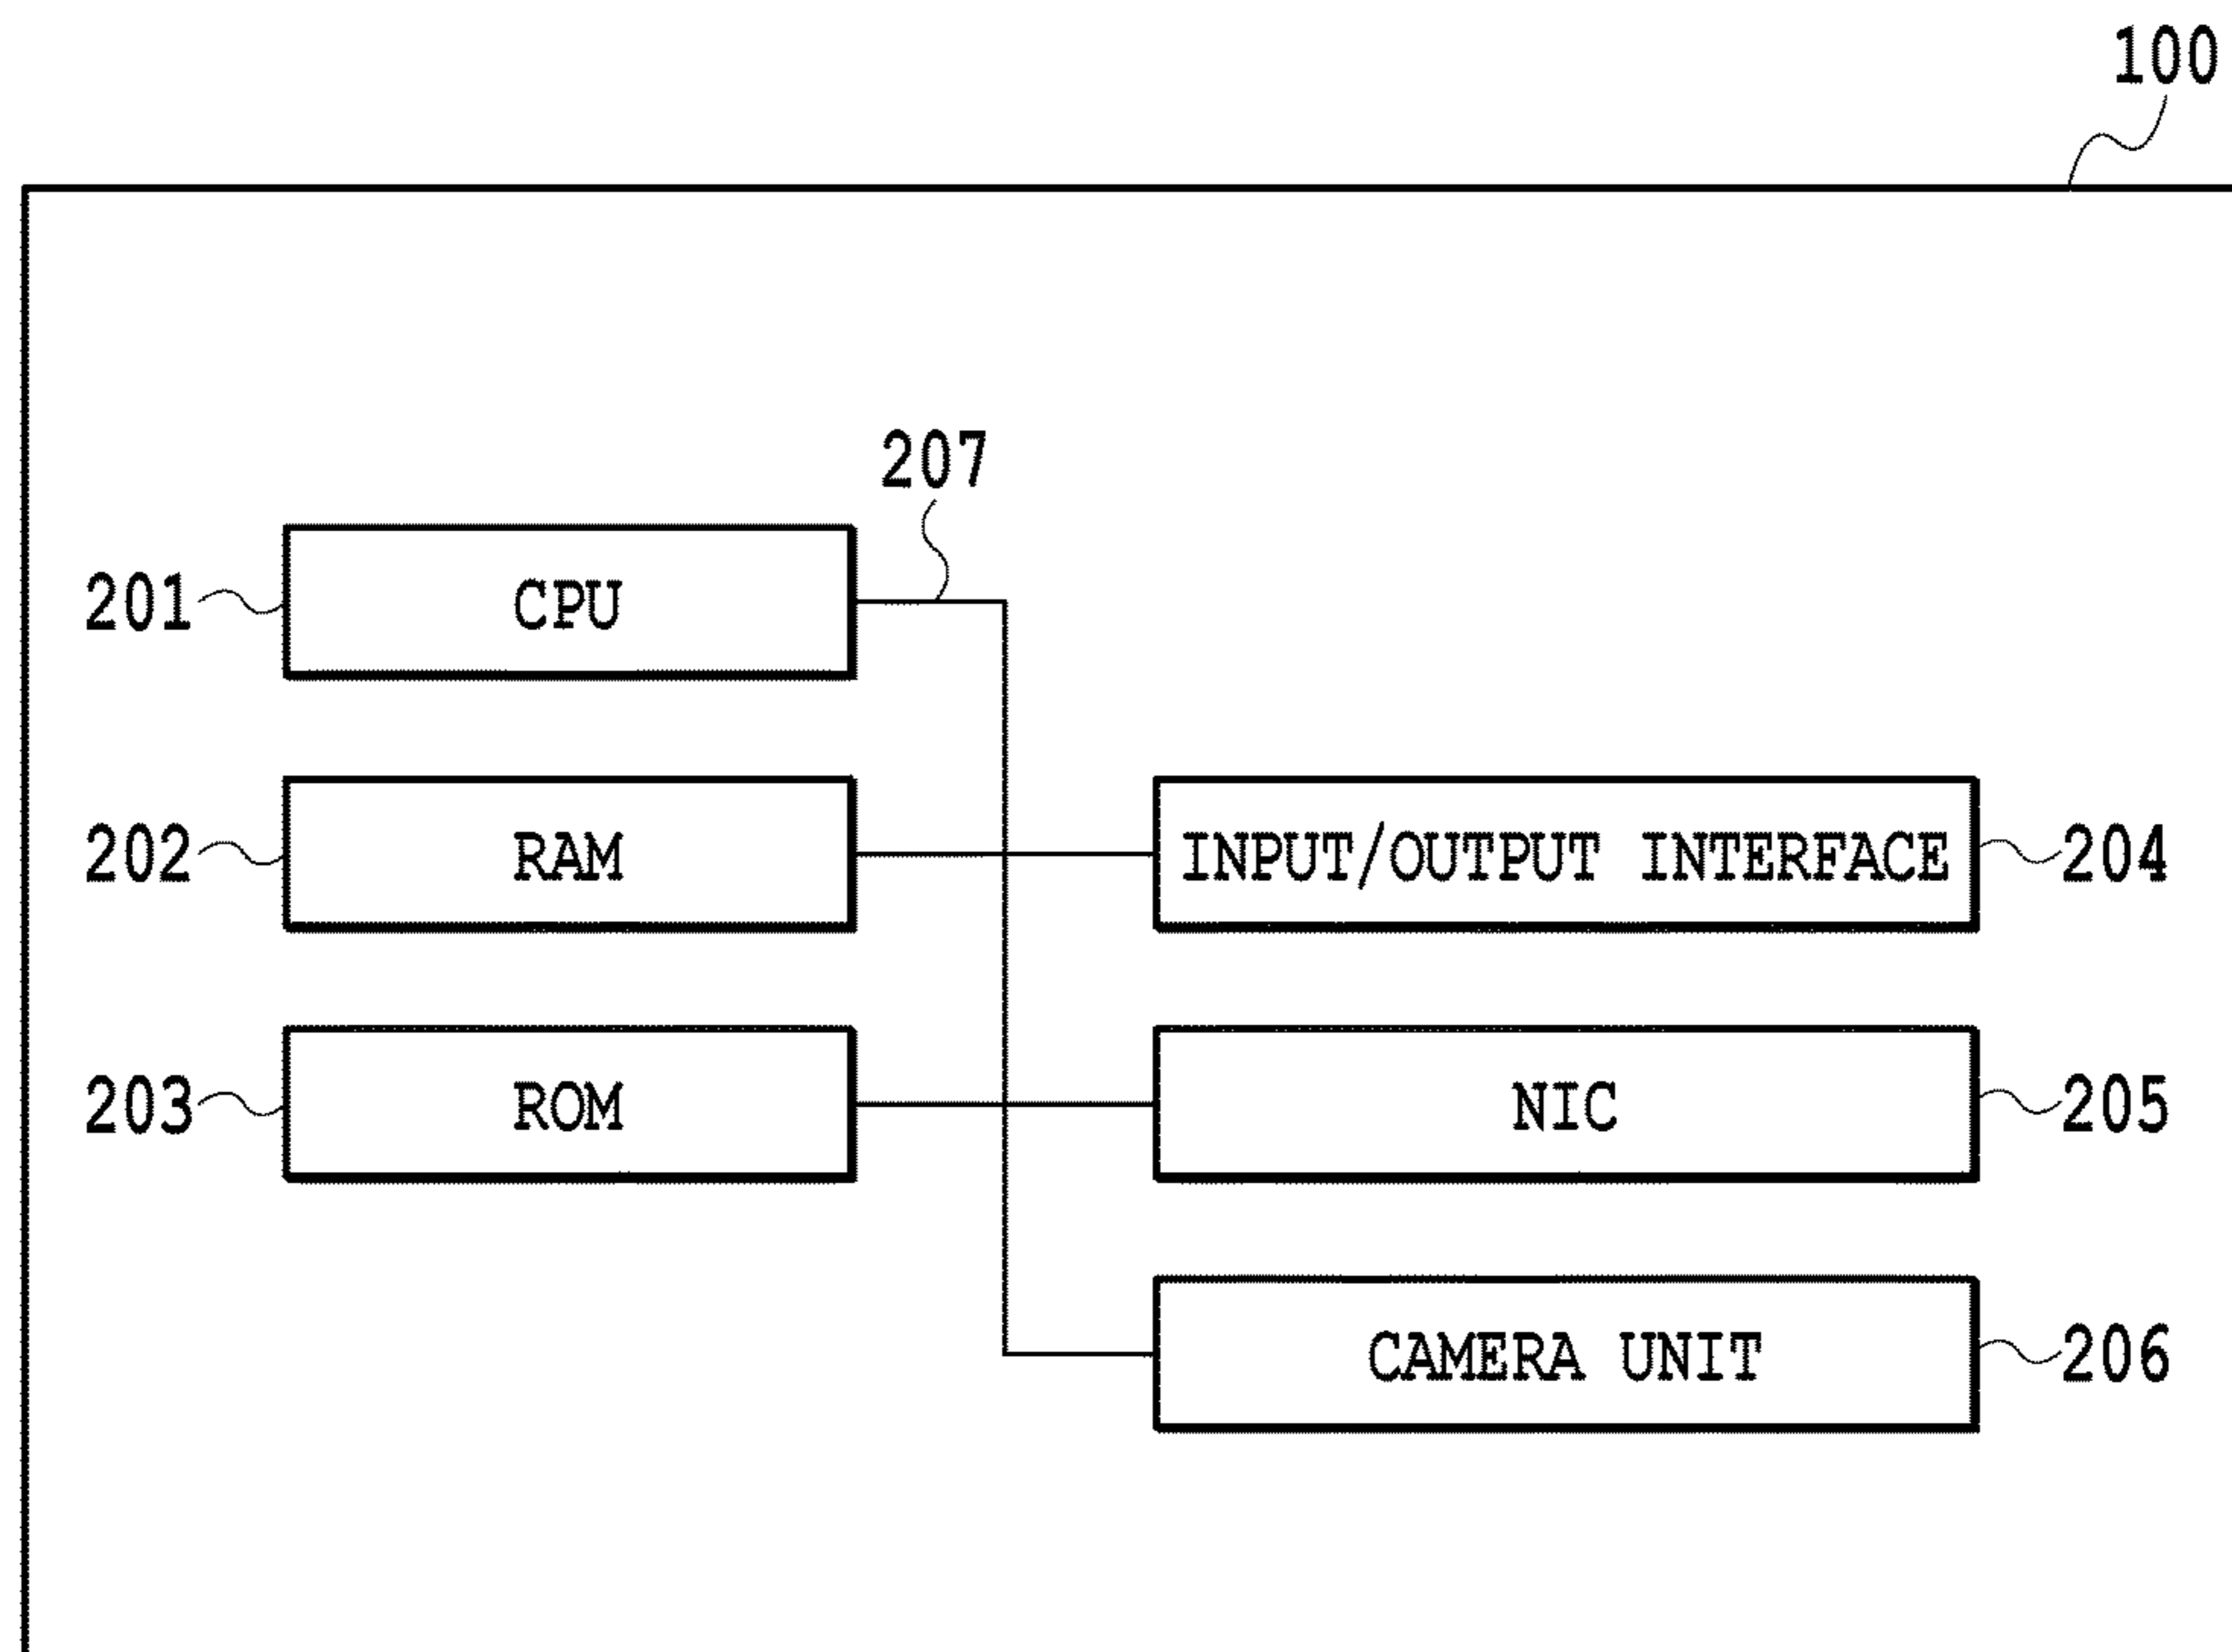 100
207
201 CPU
202 RAM INPUT/OUTPUT INTERFACE 204
203 ROM NIC 205
CAMERA UNIT 206